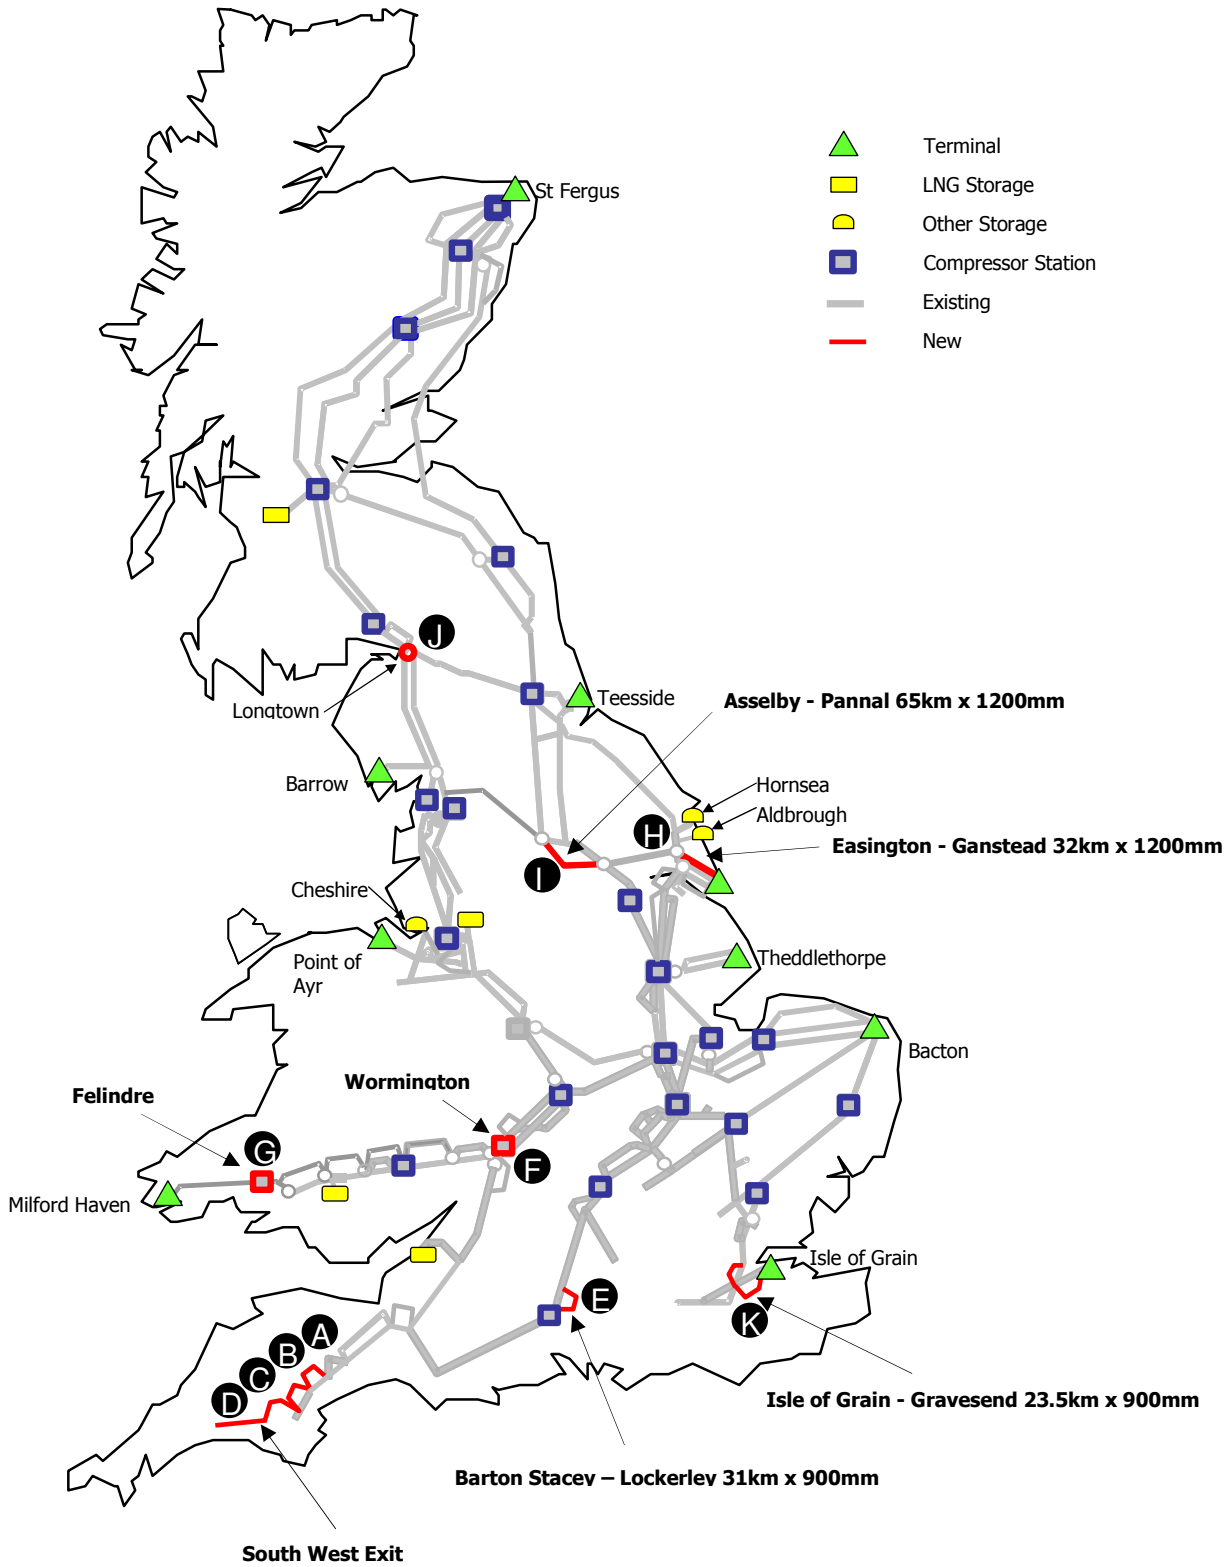 Terminal
LNG Storage
Other Storage
Compressor Station
Existing
New
St Fergus
J
Longtown
Teesside
Asselby - Pannal 65km x 1200mm
Barrow
Hornsea
Aldbrough
H
Easington - Ganstead 32km x 1200mm
I
Cheshire
Point of
Ayr
Theddlethorpe
Bacton
Wormington
Felindre
G
F
Milford Haven
Isle of Grain
E
K
A
B
C
D
Isle of Grain - Gravesend 23.5km x 900mm
Barton Stacey – Lockerley 31km x 900mm
South West Exit